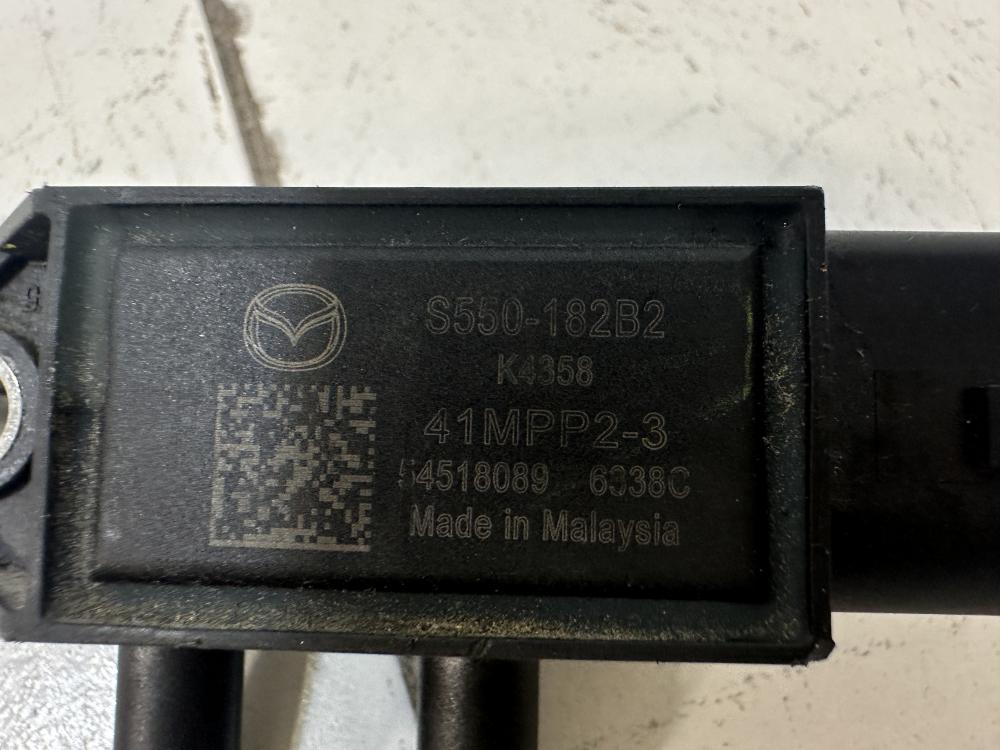 S550-182B2
K4358
41MPP2-3
54518089 6338C
Made in Malaysia